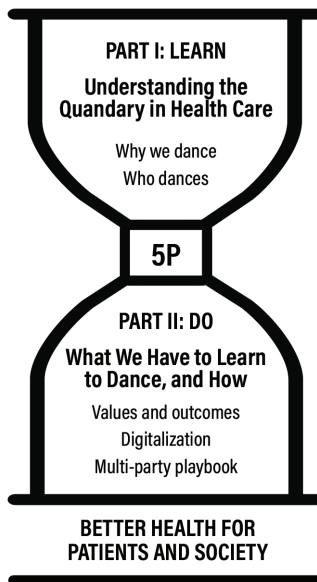 PART I: LEARN
Understanding the
Quandary in Health Care
Why we dance
Who dances
5P
PART II: DO
What We Have to Learn
to Dance, and How
Values and outcomes
Digitalization
Multi-party playbook
BETTER HEALTH FOR
PATIENTS AND SOCIETY